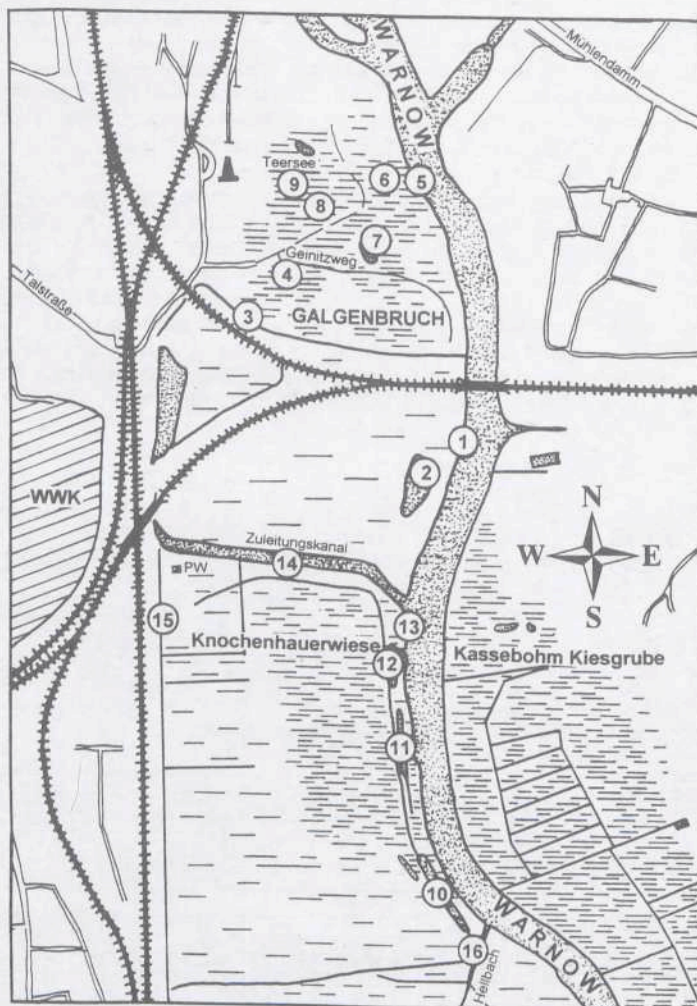 WARNOW
Mühlendamm
Teersee
9
6
5
8
7
Geinitzweg
4
Talstraße
3
GALGENBRUCH
1
2
WWK
N
W E
S
Zuleitungskanal
14
PW
15
13
Knochenhauerwiese
12
Kassebohm Kiesgrube
11
10
WARNOW
16
Hellbach